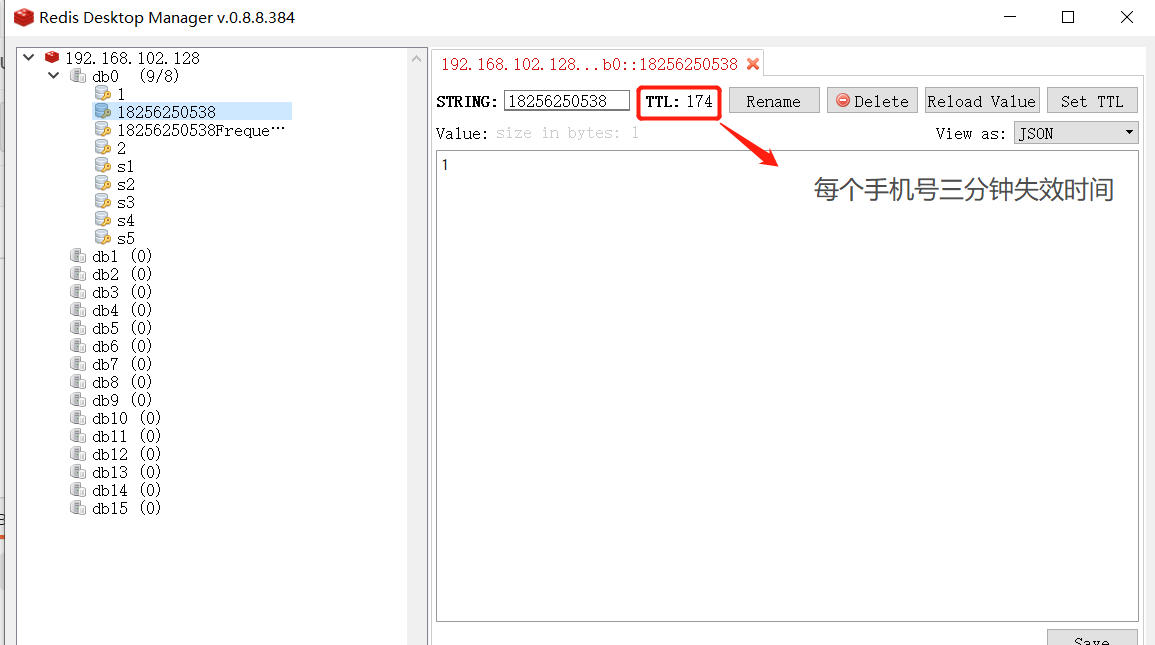 Redis Desktop Manager v.0.8.8.384
192.168.102.128
db0 (9/8)
1
18256250538
18256250538Freque…
2
s1
s2
s3
s4
s5
db1 (0)
db2 (0)
db3 (0)
db4 (0)
db5 (0)
db6 (0)
db7 (0)
db8 (0)
db9 (0)
db10 (0)
db11 (0)
db12 (0)
db13 (0)
db14 (0)
db15 (0)
192.168.102.128...b0::18256250538
STRING: 18256250538 TTL: 174 Rename Delete Reload Value Set TTL
Value: size in bytes: 1 View as: JSON
1
每个手机号三分钟失效时间
Save